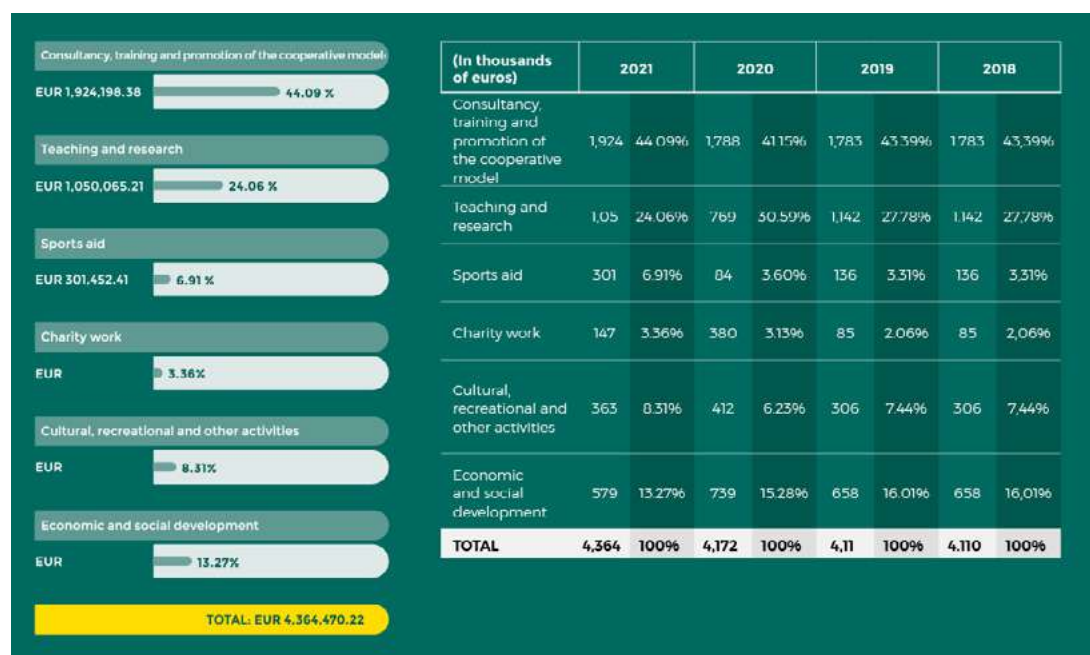 Consultancy, training and promotion of the cooperative model
EUR 1,924,198.38 44.09 %
Teaching and research
EUR 1,050,065.21 24.06 %
Sports aid
EUR 301,452.41 6.91 %
Charity work
EUR 3.36%
Cultural, recreational and other activities
EUR 8.31%
Economic and social development
EUR 13.27%
TOTAL: EUR 4,364,470.22
(In thousands
of euros) 2021 2020 2019 2018
Consultancy,
training and
promotion of
the cooperative
model
1,924 44.09% 1,788 41.15% 1,783 43.39% 1783 43,39%
Teaching and
research
1,05 24.06% 769 30.59% 1,142 27.78% 1.142 27,78%
Sports aid 301 6.91% 84 3.60% 136 3.31% 136 3,31%
Charity work 147 3.36% 380 3.13% 85 2.06% 85 2,06%
Cultural,
recreational and
other activities
363 8.31% 412 6.23% 306 7.44% 306 7,44%
Economic
and social
development
579 13.27% 739 15.28% 658 16.01% 658 16,01%
TOTAL 4,364 100% 4,172 100% 4,11 100% 4.110 100%